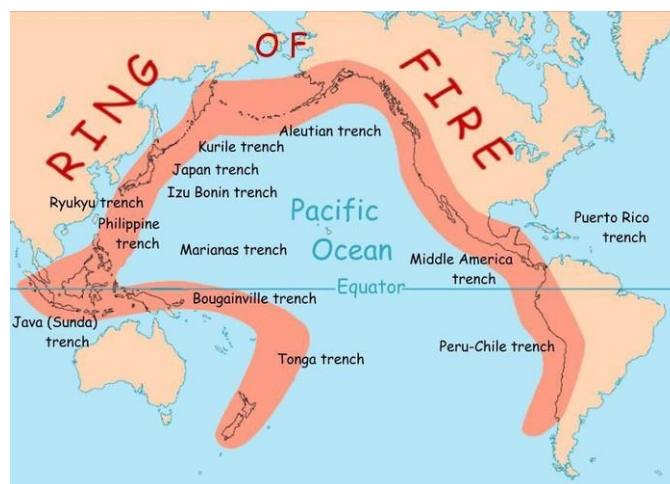 RING OF FIRE
Aleutian trench
Kurile trench
Japan trench
Izu Bonin trench
Ryukyu trench
Philippine
trench
Pacific
Ocean
Puerto Rico
trench
Marianas trench
Middle America
trench
Equator
Bougainville trench
Java (Sunda)
trench
Tonga trench
Peru-Chile trench